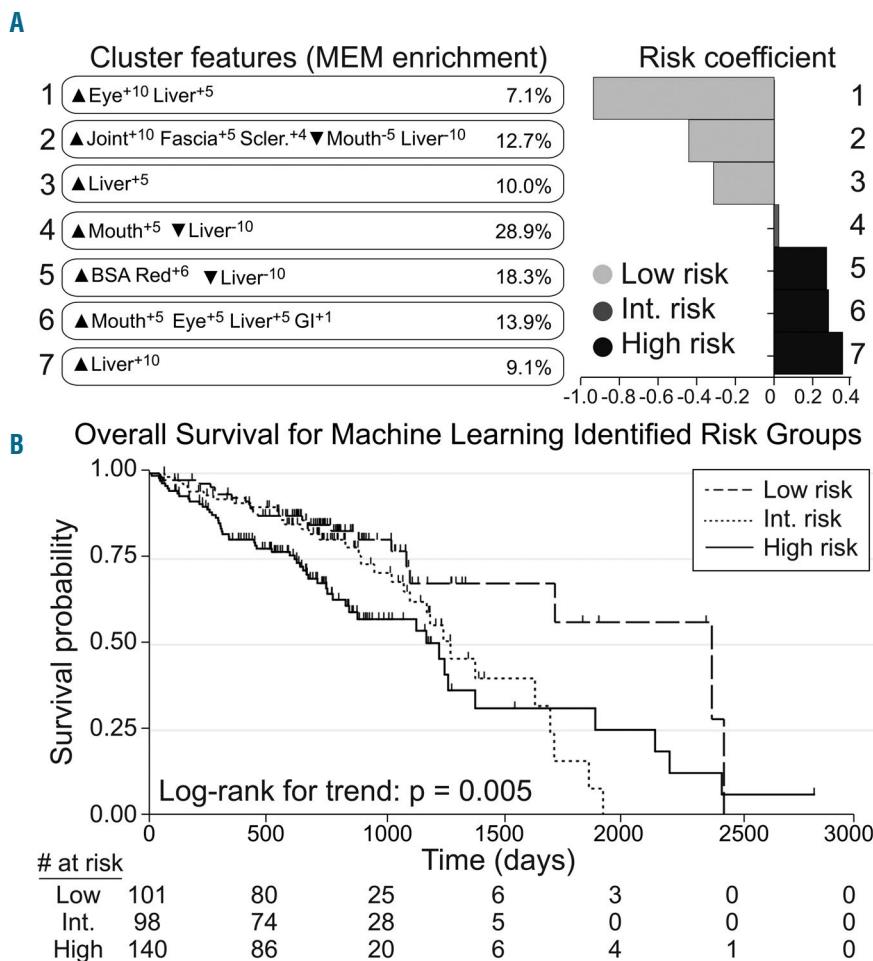 A
Cluster features (MEM enrichment)
Risk coefficient
1 ▲Eye+10 Liver+5 7.1% 1
2 ▲Joint+10 Fascia+5 Scler.+4 ▼Mouth-5 Liver-10 12.7% 2
3 ▲Liver+5 10.0% 3
4 ▲Mouth+5 ▼Liver-10 28.9% 4
5 ▲BSA Red+6 ▼Liver-10 18.3% 5
6 ▲Mouth+5 Eye+5 Liver+5 GI+1 13.9% 6
7 ▲Liver+10 9.1% 7
Low risk
Int. risk
High risk
-1.0 -0.8 -0.6 -0.4 -0.2 0 0.2 0.4
B
Overall Survival for Machine Learning Identified Risk Groups
Survival probability
1.00
0.75
0.50
0.25
0.00
Low risk
Int. risk
High risk
Log-rank for trend: p = 0.005
0 500 1000 1500 2000 2500 3000
Time (days)
# at risk
Low 101 80 25 6 3 0 0
Int. 98 74 28 5 0 0 0
High 140 86 20 6 4 1 0